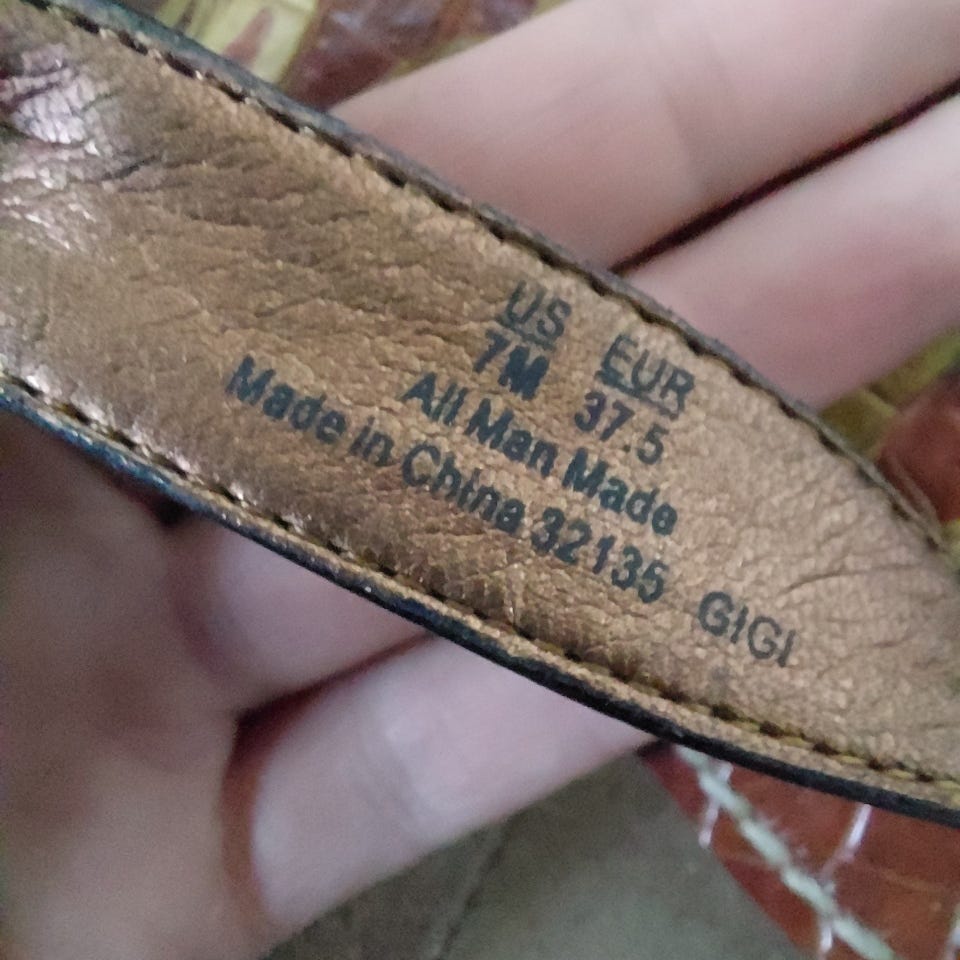 US EUR
7M 37.5
All Man Made
Made in China 32135 GIGI